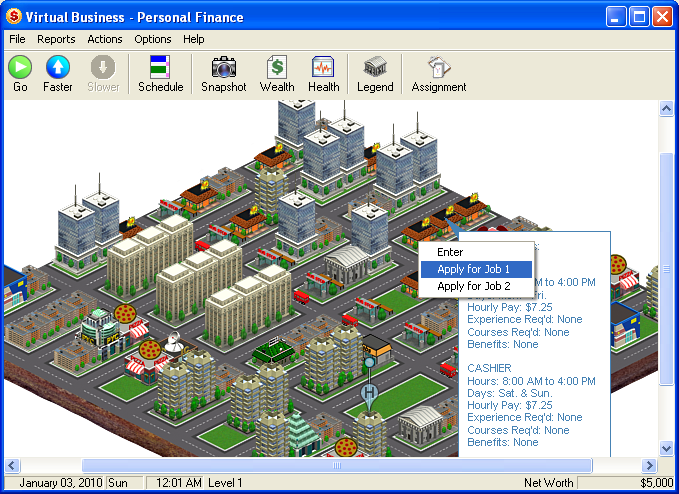 Virtual Business - Personal Finance
File Reports Actions Options Help
Go Faster Slower Schedule Snapshot Wealth Health Legend Assignment
Enter
Apply for Job 1
Apply for Job 2
to 4:00 PM
Fri.
Hourly Pay: $7.25
Experience Req'd: None
Courses Req'd: None
Benefits: None
CASHIER
Hours: 8:00 AM to 4:00 PM
Days: Sat. & Sun.
Hourly Pay: $7.25
Experience Req'd: None
Courses Req'd: None
Benefits: None
H
January 03, 2010 Sun 12:01 AM Level 1 Net Worth $5,000